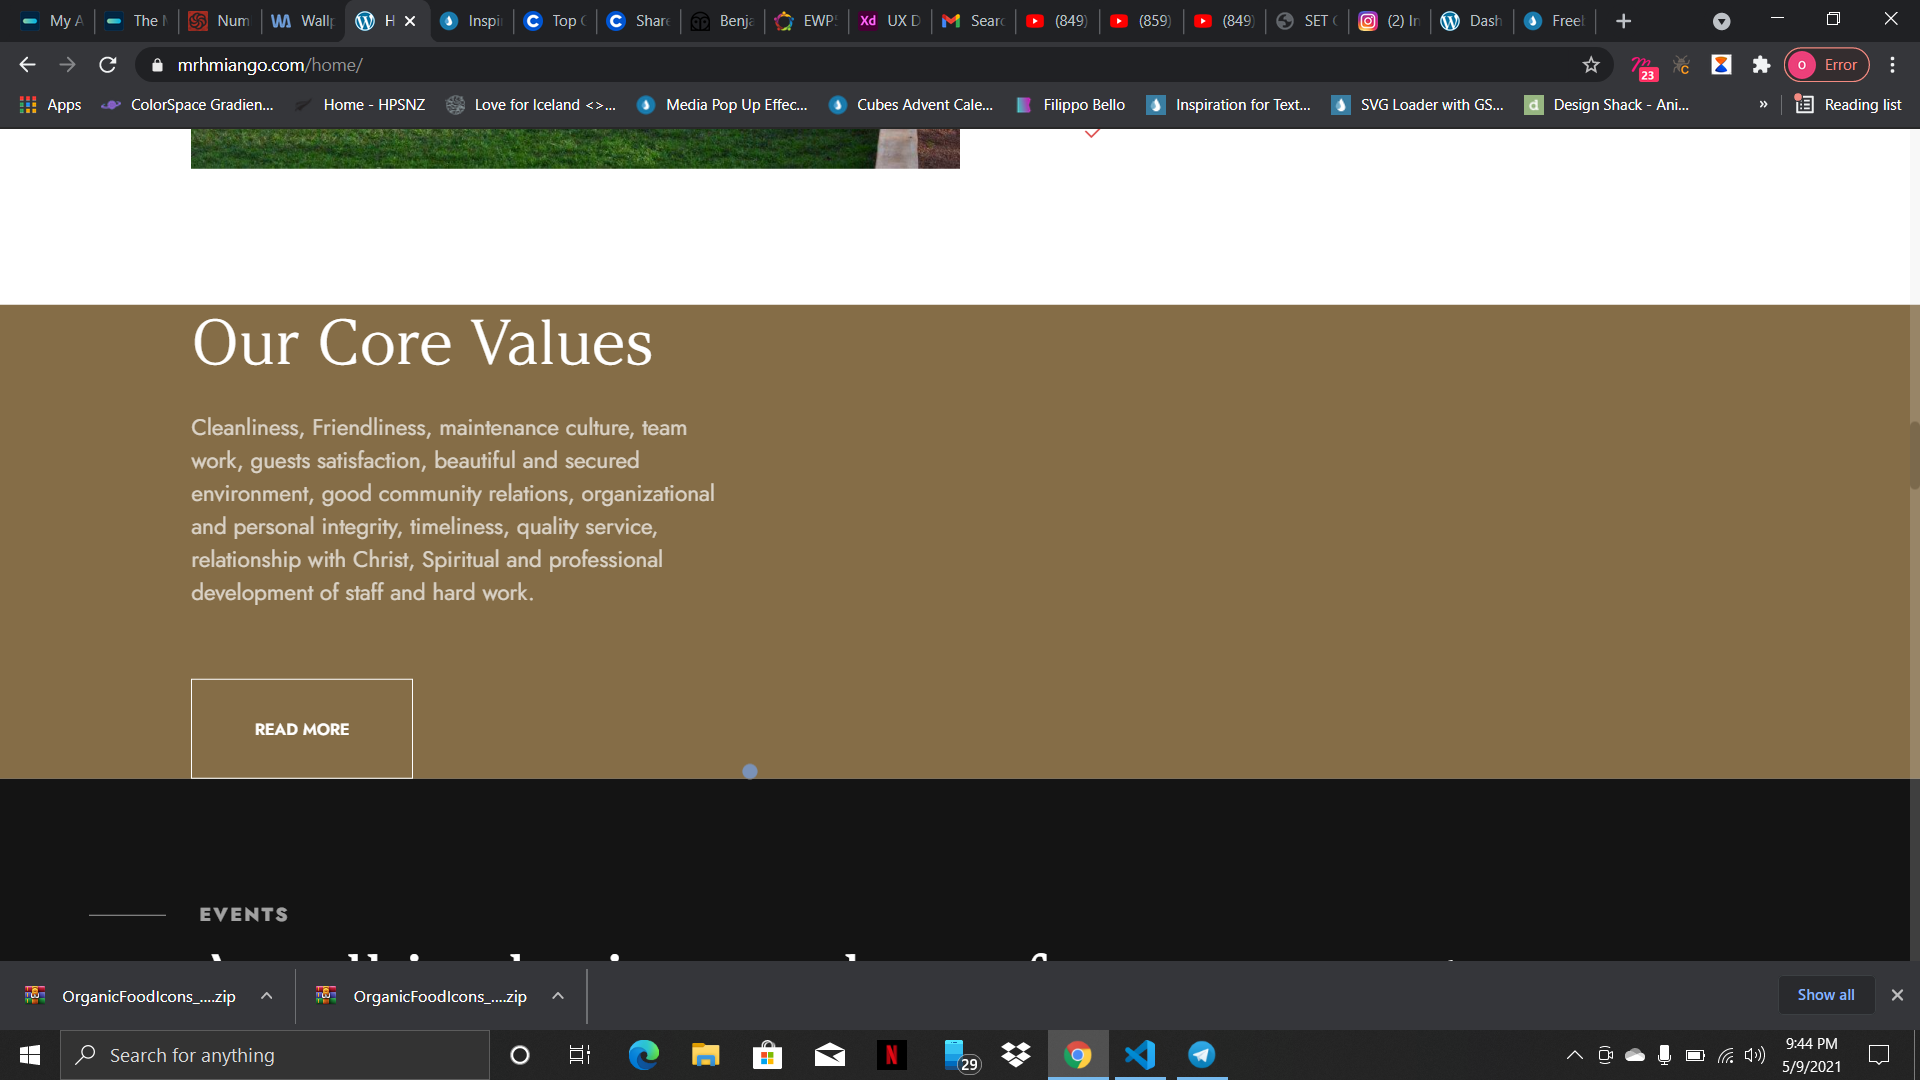 My A
The M
Num
Wallp
H
Inspi
Top C
Share
Benja
EWPS
UX D
Searc
(849)
(859)
(849)
SET C
(2) In
Dash
Freeb
mrhmiango.com/home/
23
O
Error
Apps
ColorSpace Gradien...
Home - HPSNZ
Love for Iceland <>...
Media Pop Up Effec...
Cubes Advent Cale...
Filippo Bello
Inspiration for Text...
SVG Loader with GS...
Design Shack - Ani...
»
Reading list
Our Core Values
Cleanliness, Friendliness, maintenance culture, team
work, guests satisfaction, beautiful and secured
environment, good community relations, organizational
and personal integrity, timeliness, quality service,
relationship with Christ, Spiritual and professional
development of staff and hard work.
READ MORE
EVENTS
OrganicFoodIcons_....zip
OrganicFoodIcons_....zip
Show all
Search for anything
29
9:44 PM
5/9/2021